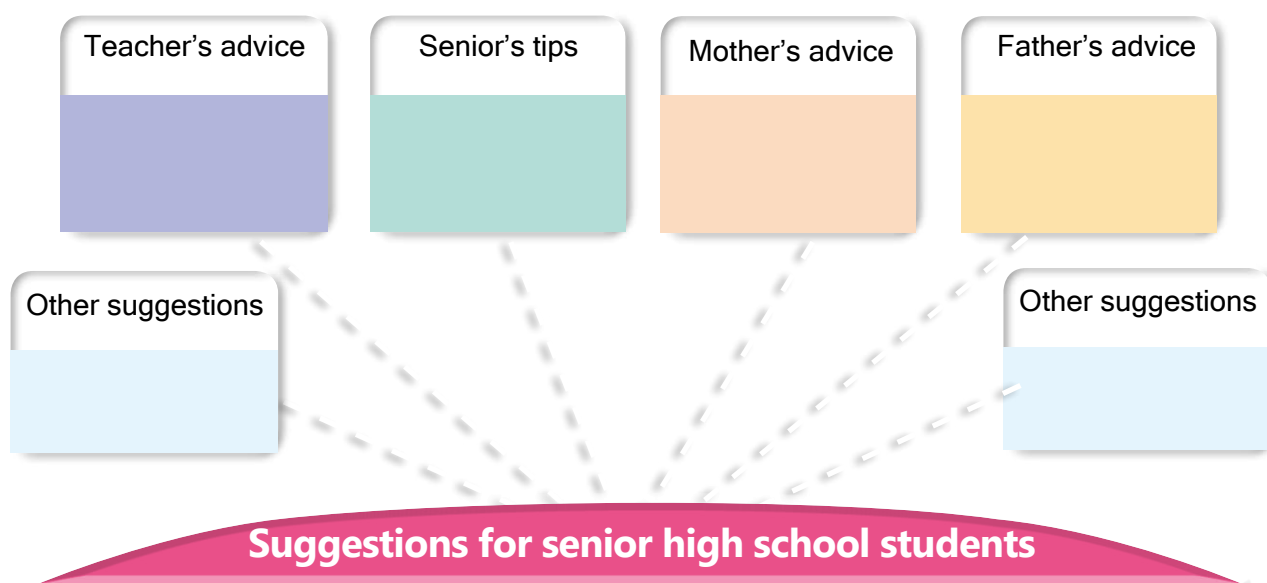 Teacher’s advice
Senior’s tips
Mother’s advice
Father’s advice
Other suggestions
Other suggestions
Suggestions for senior high school students